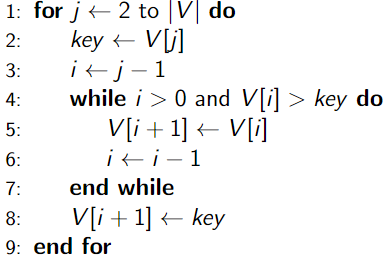 1: for j ← 2 to |V| do
2: key ← V[j]
3: i ← j − 1
4: while i > 0 and V[i] > key do
5: V[i + 1] ← V[i]
6: i ← i − 1
7: end while
8: V[i + 1] ← key
9: end for